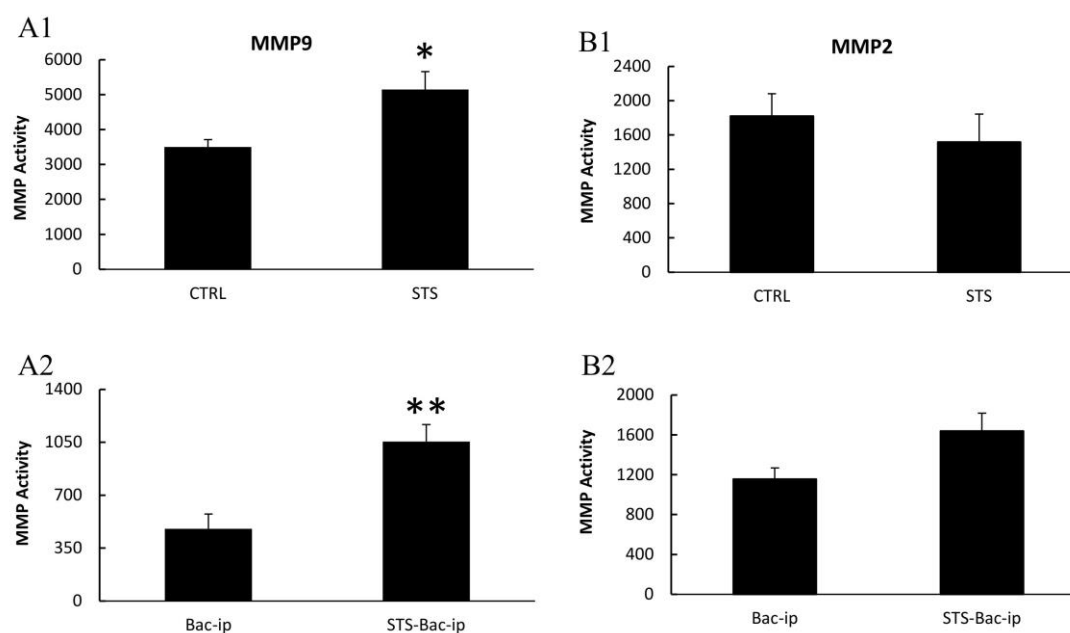 A1
MMP9
*
MMP Activity
6000
5000
4000
3000
2000
1000
0
CTRL
STS
B1
MMP2
MMP Activity
2400
2000
1600
1200
800
400
0
CTRL
STS
A2
**
MMP Activity
1400
1050
700
350
0
Bac-ip
STS-Bac-ip
B2
MMP Activity
2000
1600
1200
800
400
0
Bac-ip
STS-Bac-ip